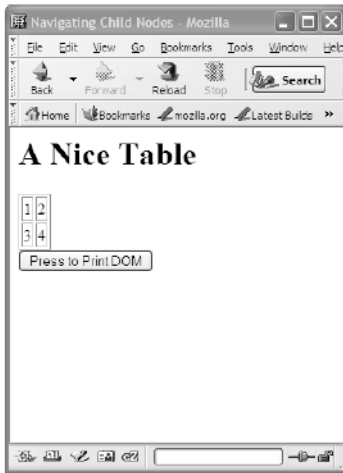 Navigating Child Nodes - Mozilla
File Edit View Go Bookmarks Tools Window Help
Back Forward Reload Stop Search
Home Bookmarks mozilla.org Latest Builds »
A Nice Table
1 2
3 4
Press to Print DOM